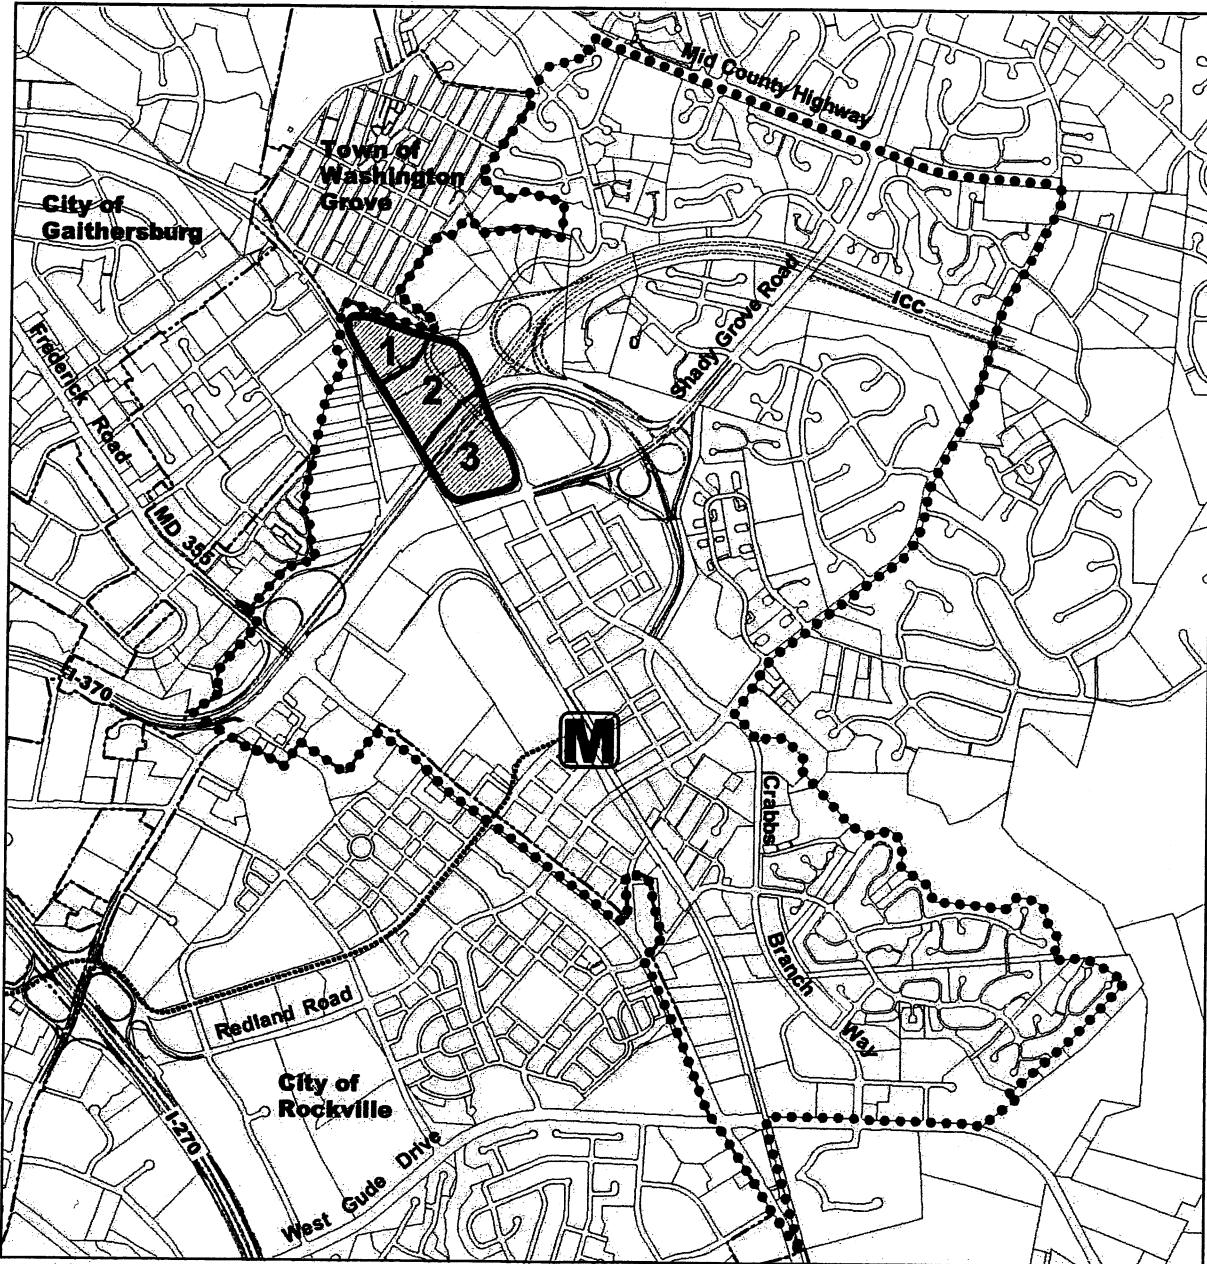 Mid County Highway
Town of
Washington
Grove
City of
Gaithersburg
Shady Grove Road
ICC
Frederick Road
1
2
3
MD 355
I-370
M
Crabbs
Branch
Way
Redland Road
City of
Rockville
I-270
West Gude Drive